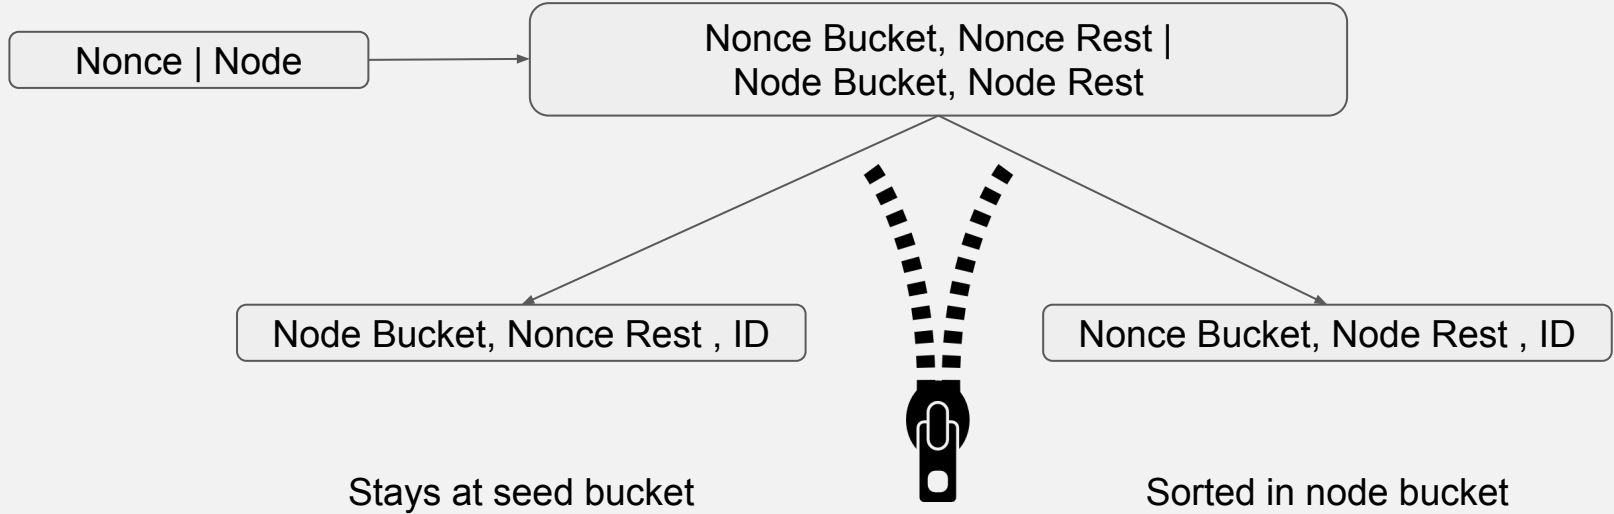 Nonce | Node
Nonce Bucket, Nonce Rest |
Node Bucket, Node Rest
Node Bucket, Nonce Rest , ID
Nonce Bucket, Node Rest , ID
Stays at seed bucket
Sorted in node bucket